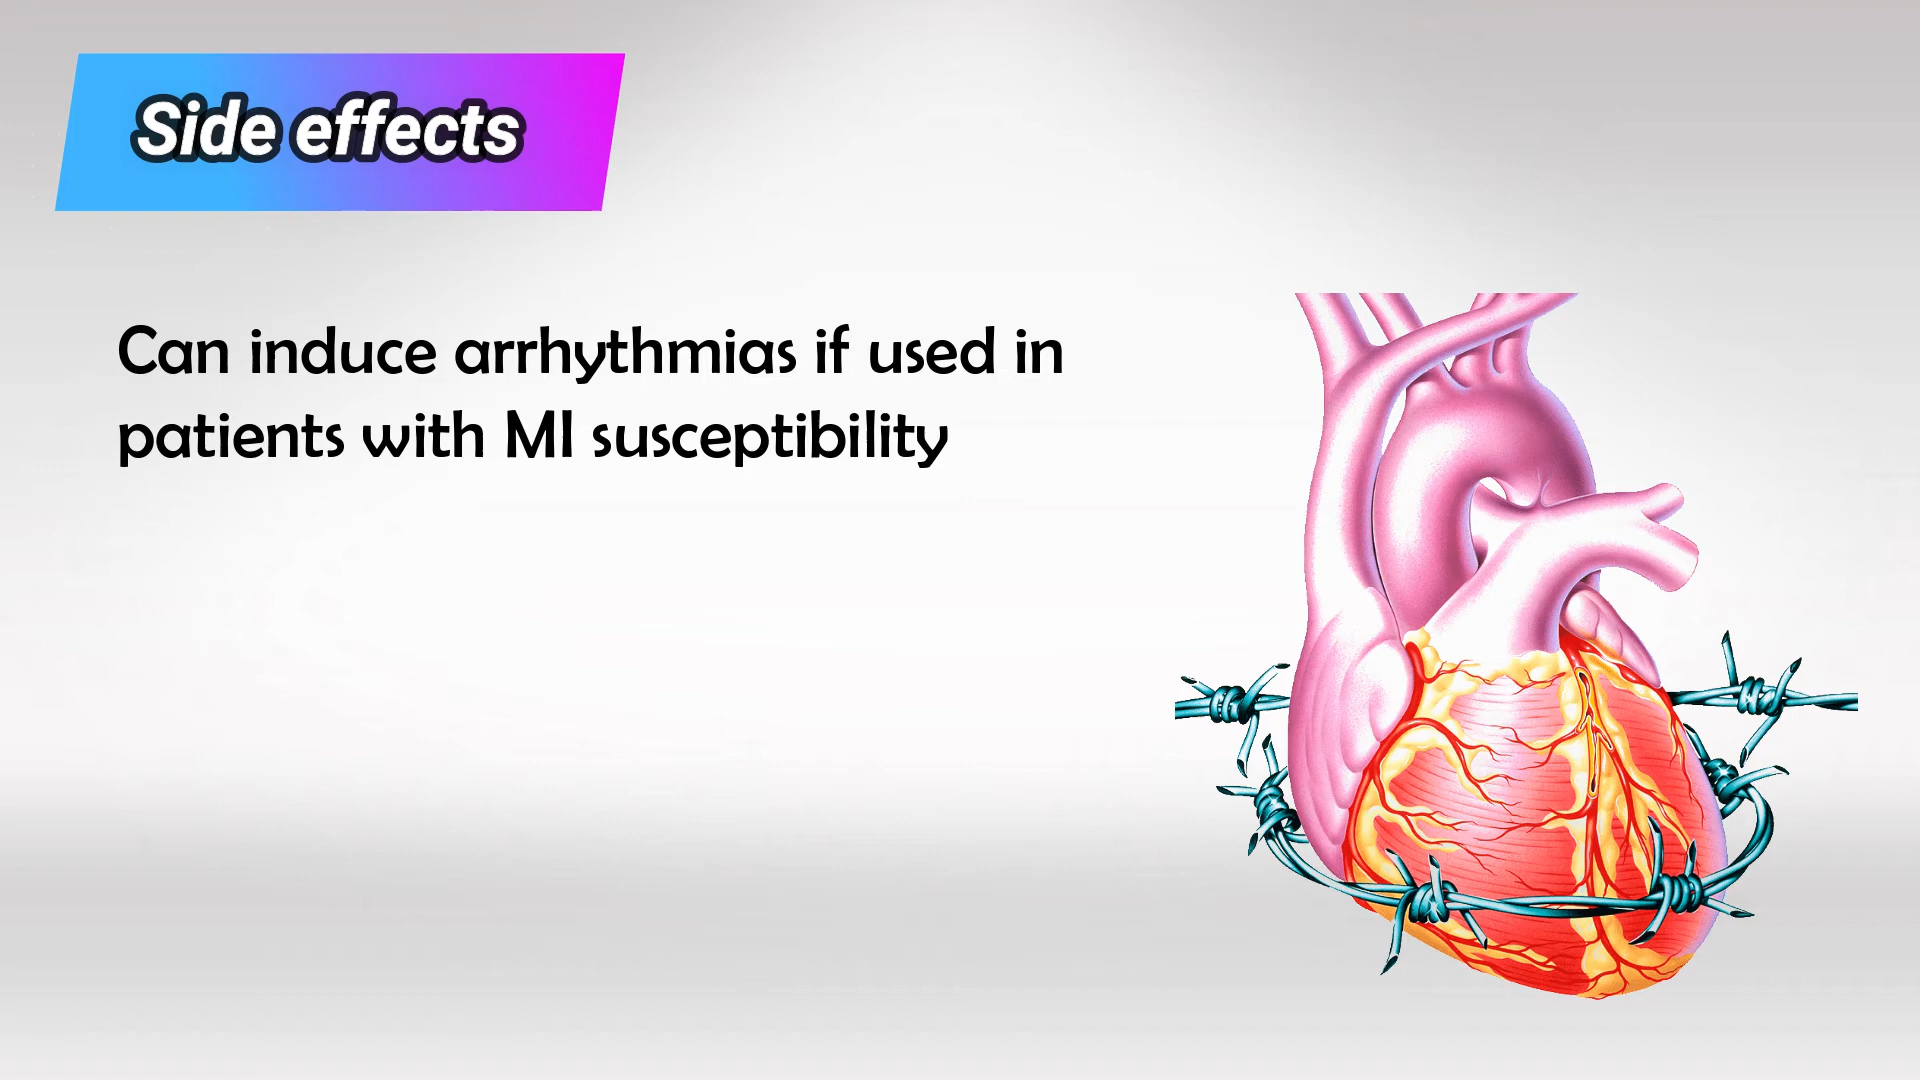 Side effects
Can induce arrhythmias if used in
patients with MI susceptibility